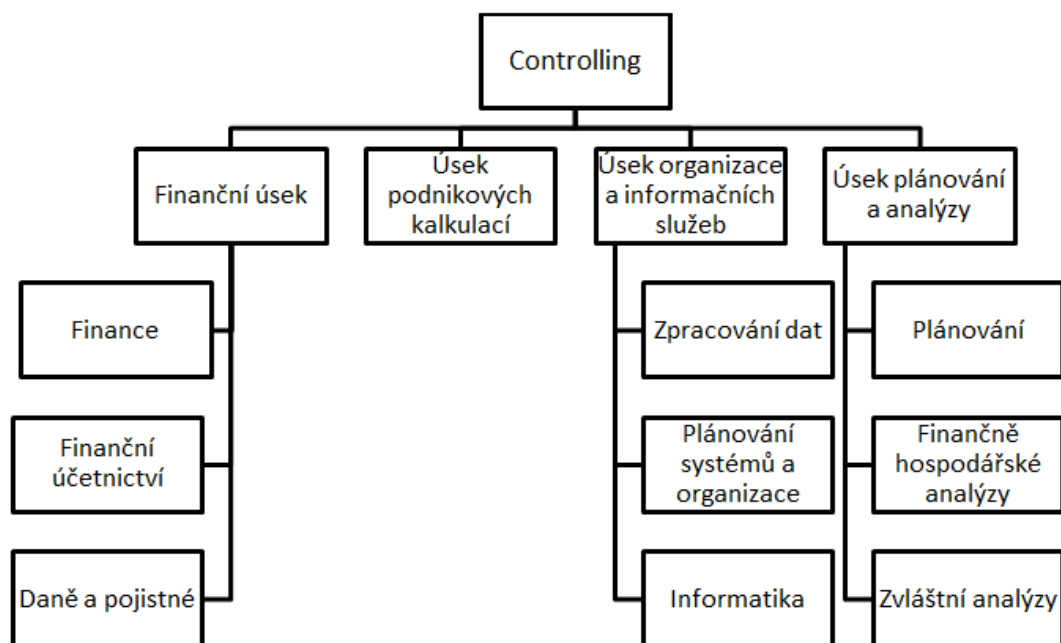 Controlling
Finanční úsek
Úsek
podnikových
kalkulací
Úsek organizace
a informačních
služeb
Úsek plánování
a analýzy
Finance
Zpracování dat
Plánování
Finanční
účetnictví
Plánování
systémů a
organizace
Finančně
hospodářské
analýzy
Daně a pojistné
Informatika
Zvláštní analýzy